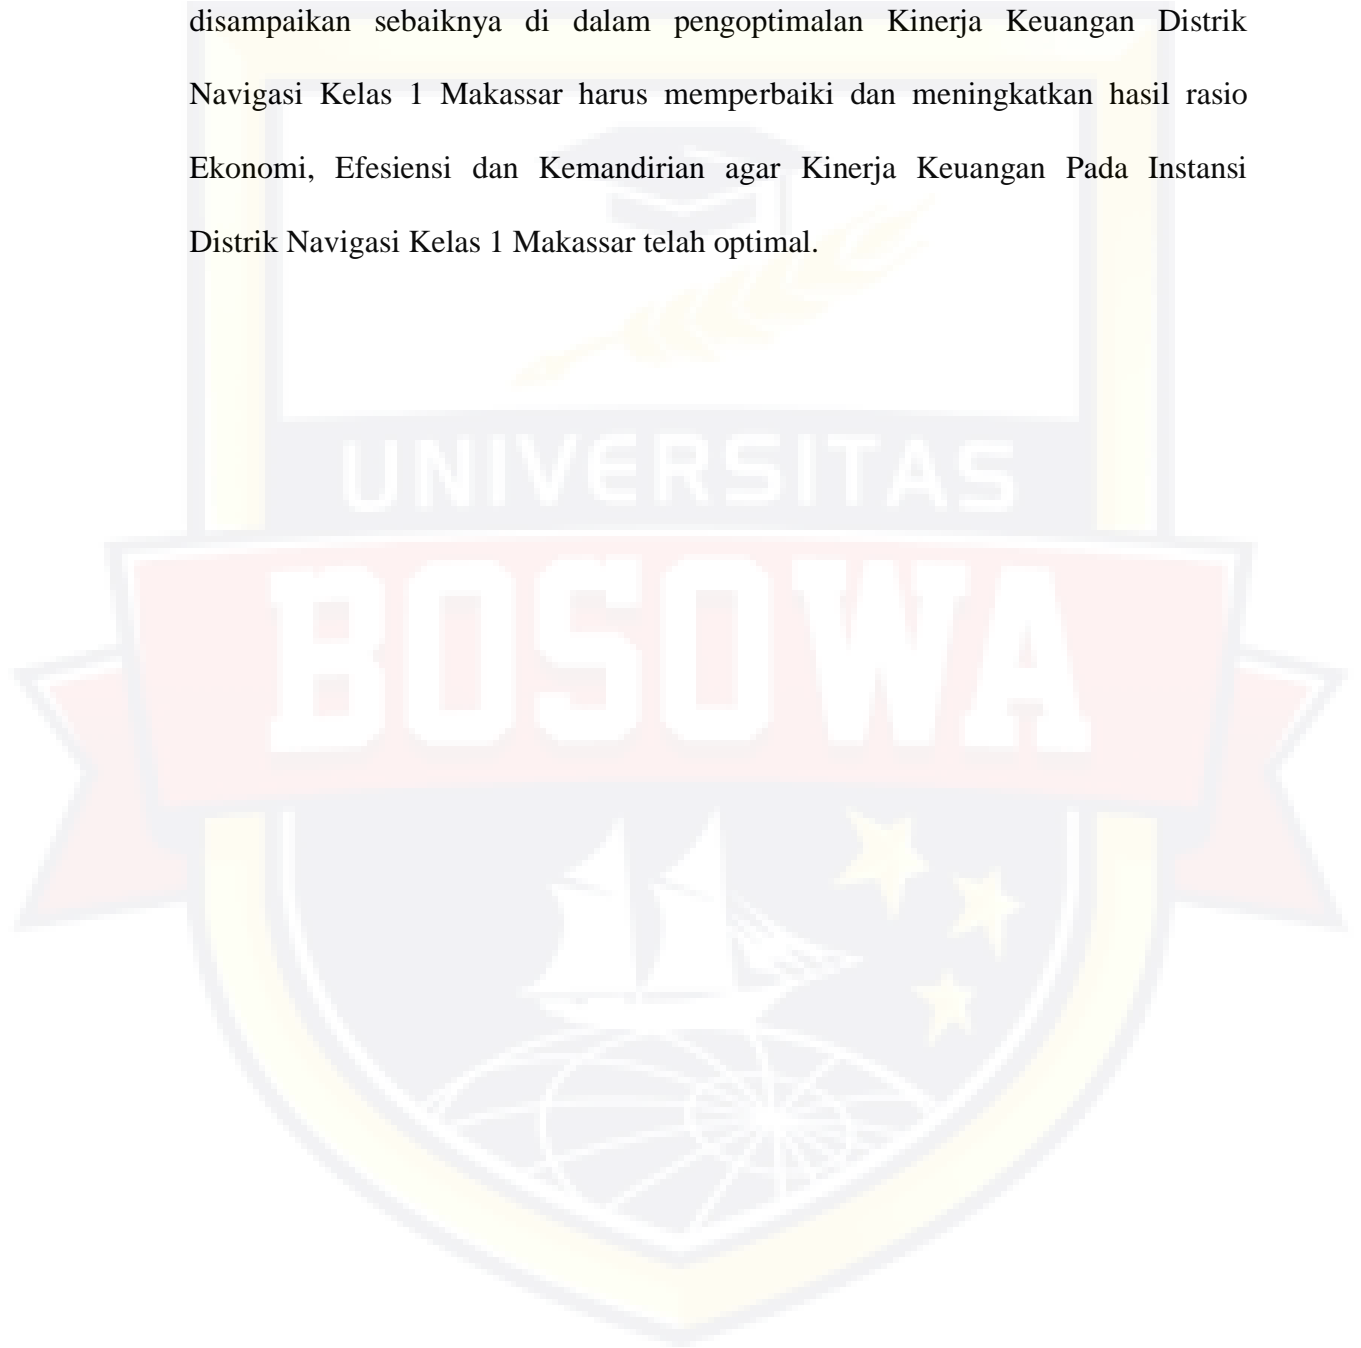 disampaikan sebaiknya di dalam pengoptimalan Kinerja Keuangan Distrik
Navigasi Kelas 1 Makassar harus memperbaiki dan meningkatkan hasil rasio
Ekonomi, Efesiensi dan Kemandirian agar Kinerja Keuangan Pada Instansi
Distrik Navigasi Kelas 1 Makassar telah optimal.
UNIVERSITAS
BOSOWA